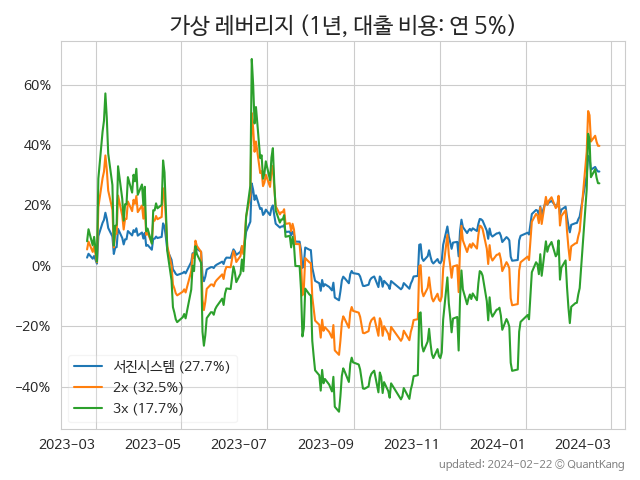 가상 레버리지 (1년, 대출 비용: 연 5%)
60%
40%
20%
0%
−20%
−40%
서진시스템 (27.7%)
2x (32.5%)
3x (17.7%)
2023-03 2023-05 2023-07 2023-09 2023-11 2024-01 2024-03
updated: 2024-02-22 © QuantKang